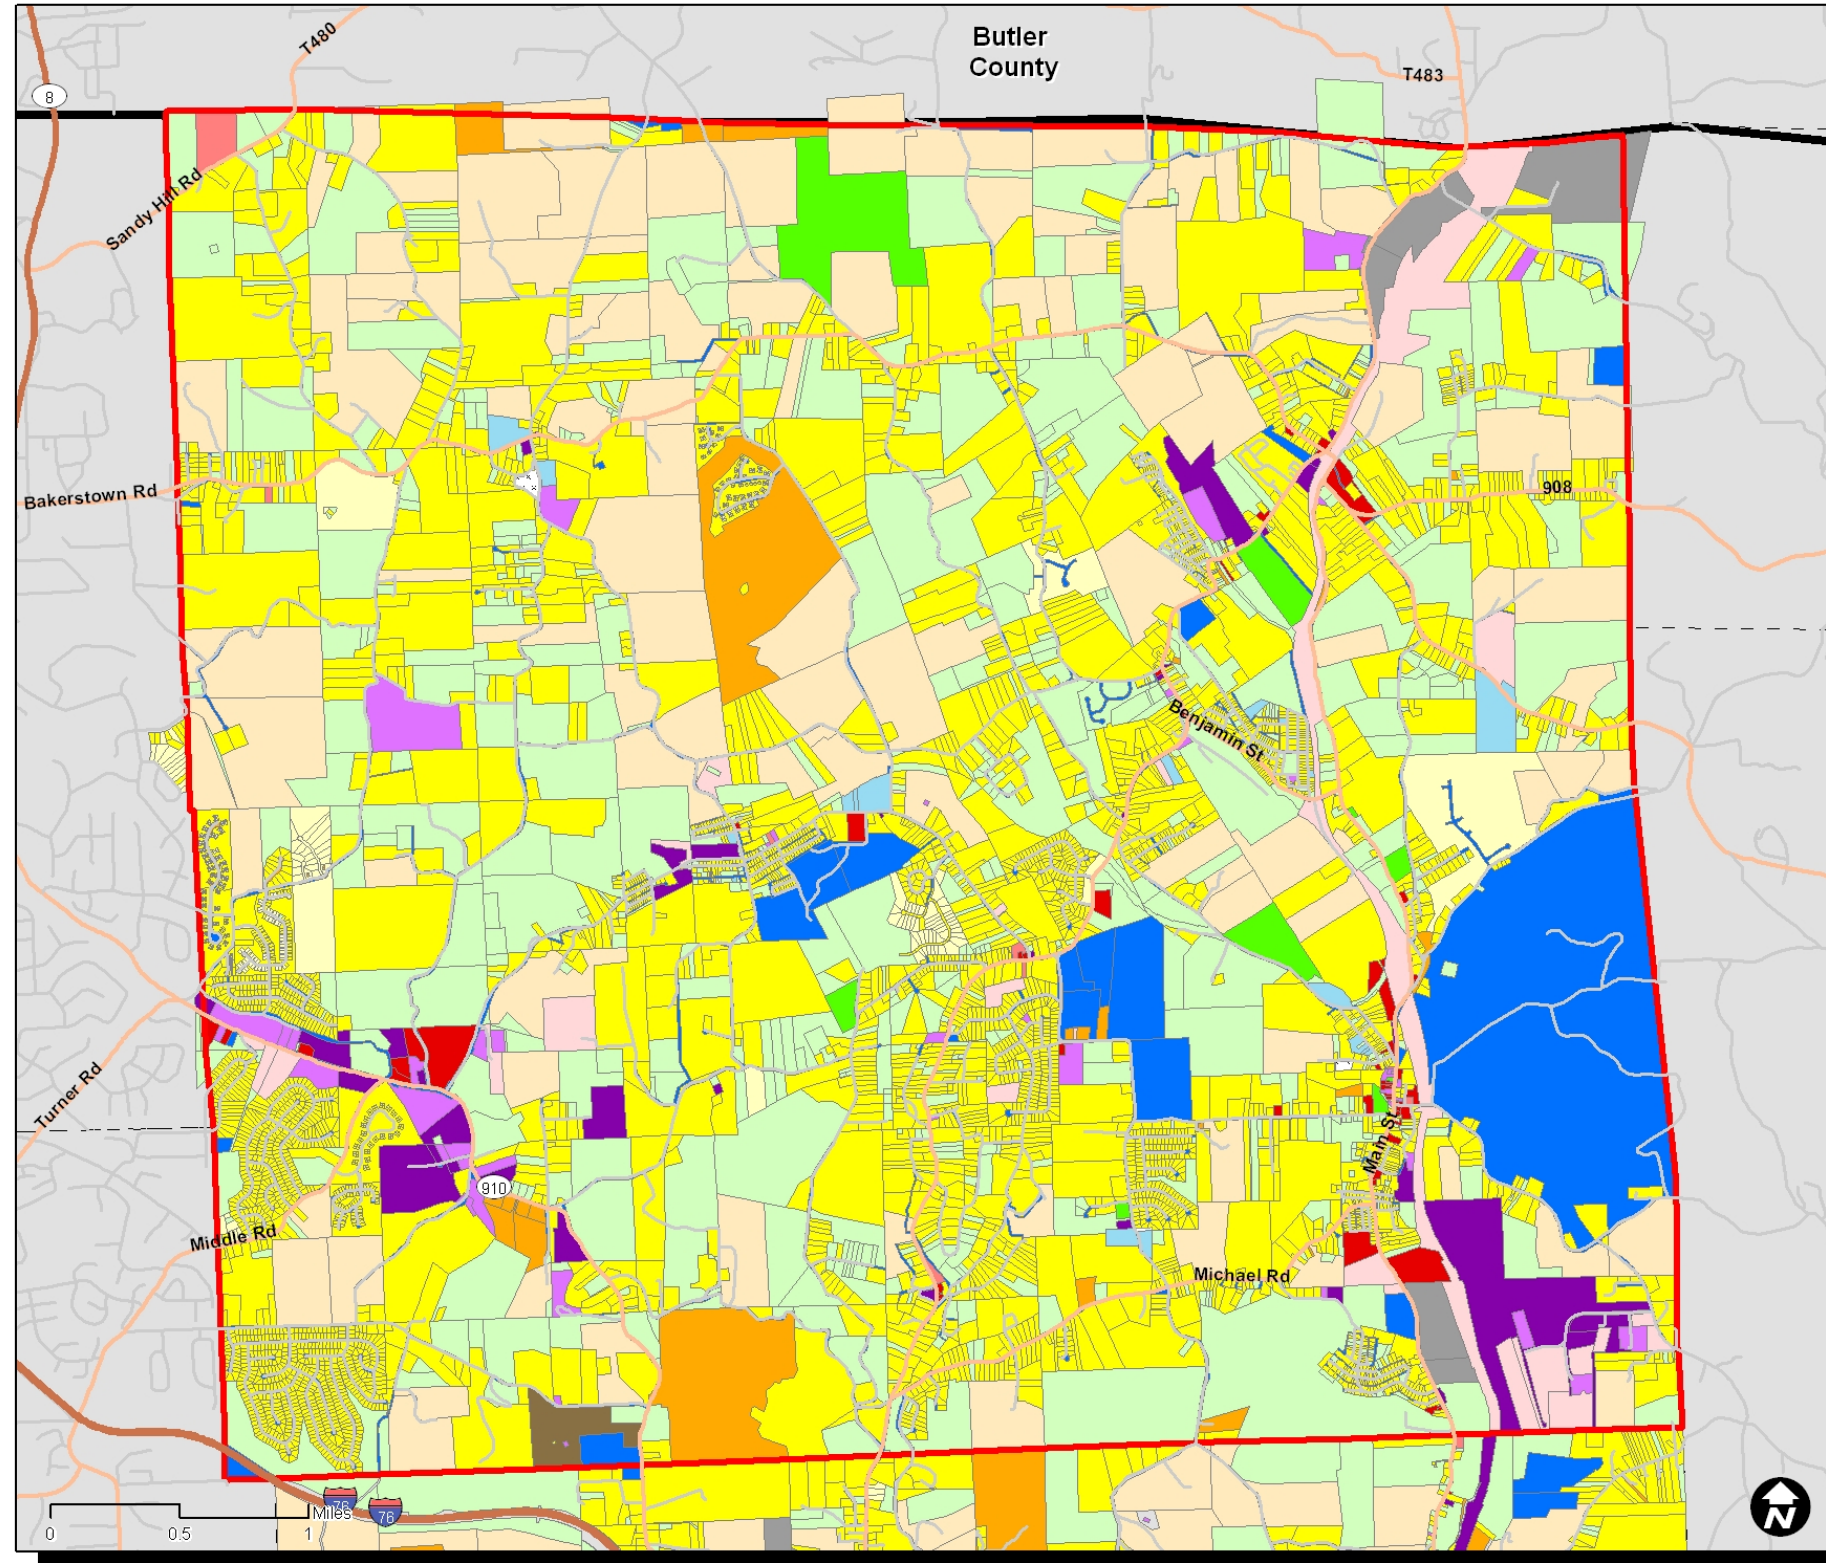 T480
Butler
County
T483
8
Sandy Hill Rd
Bakerstown Rd
908
Benjamin St
Turner Rd
Main St
910
Middle Rd
Michael Rd
76
76
Miles
0
0.5
1
N